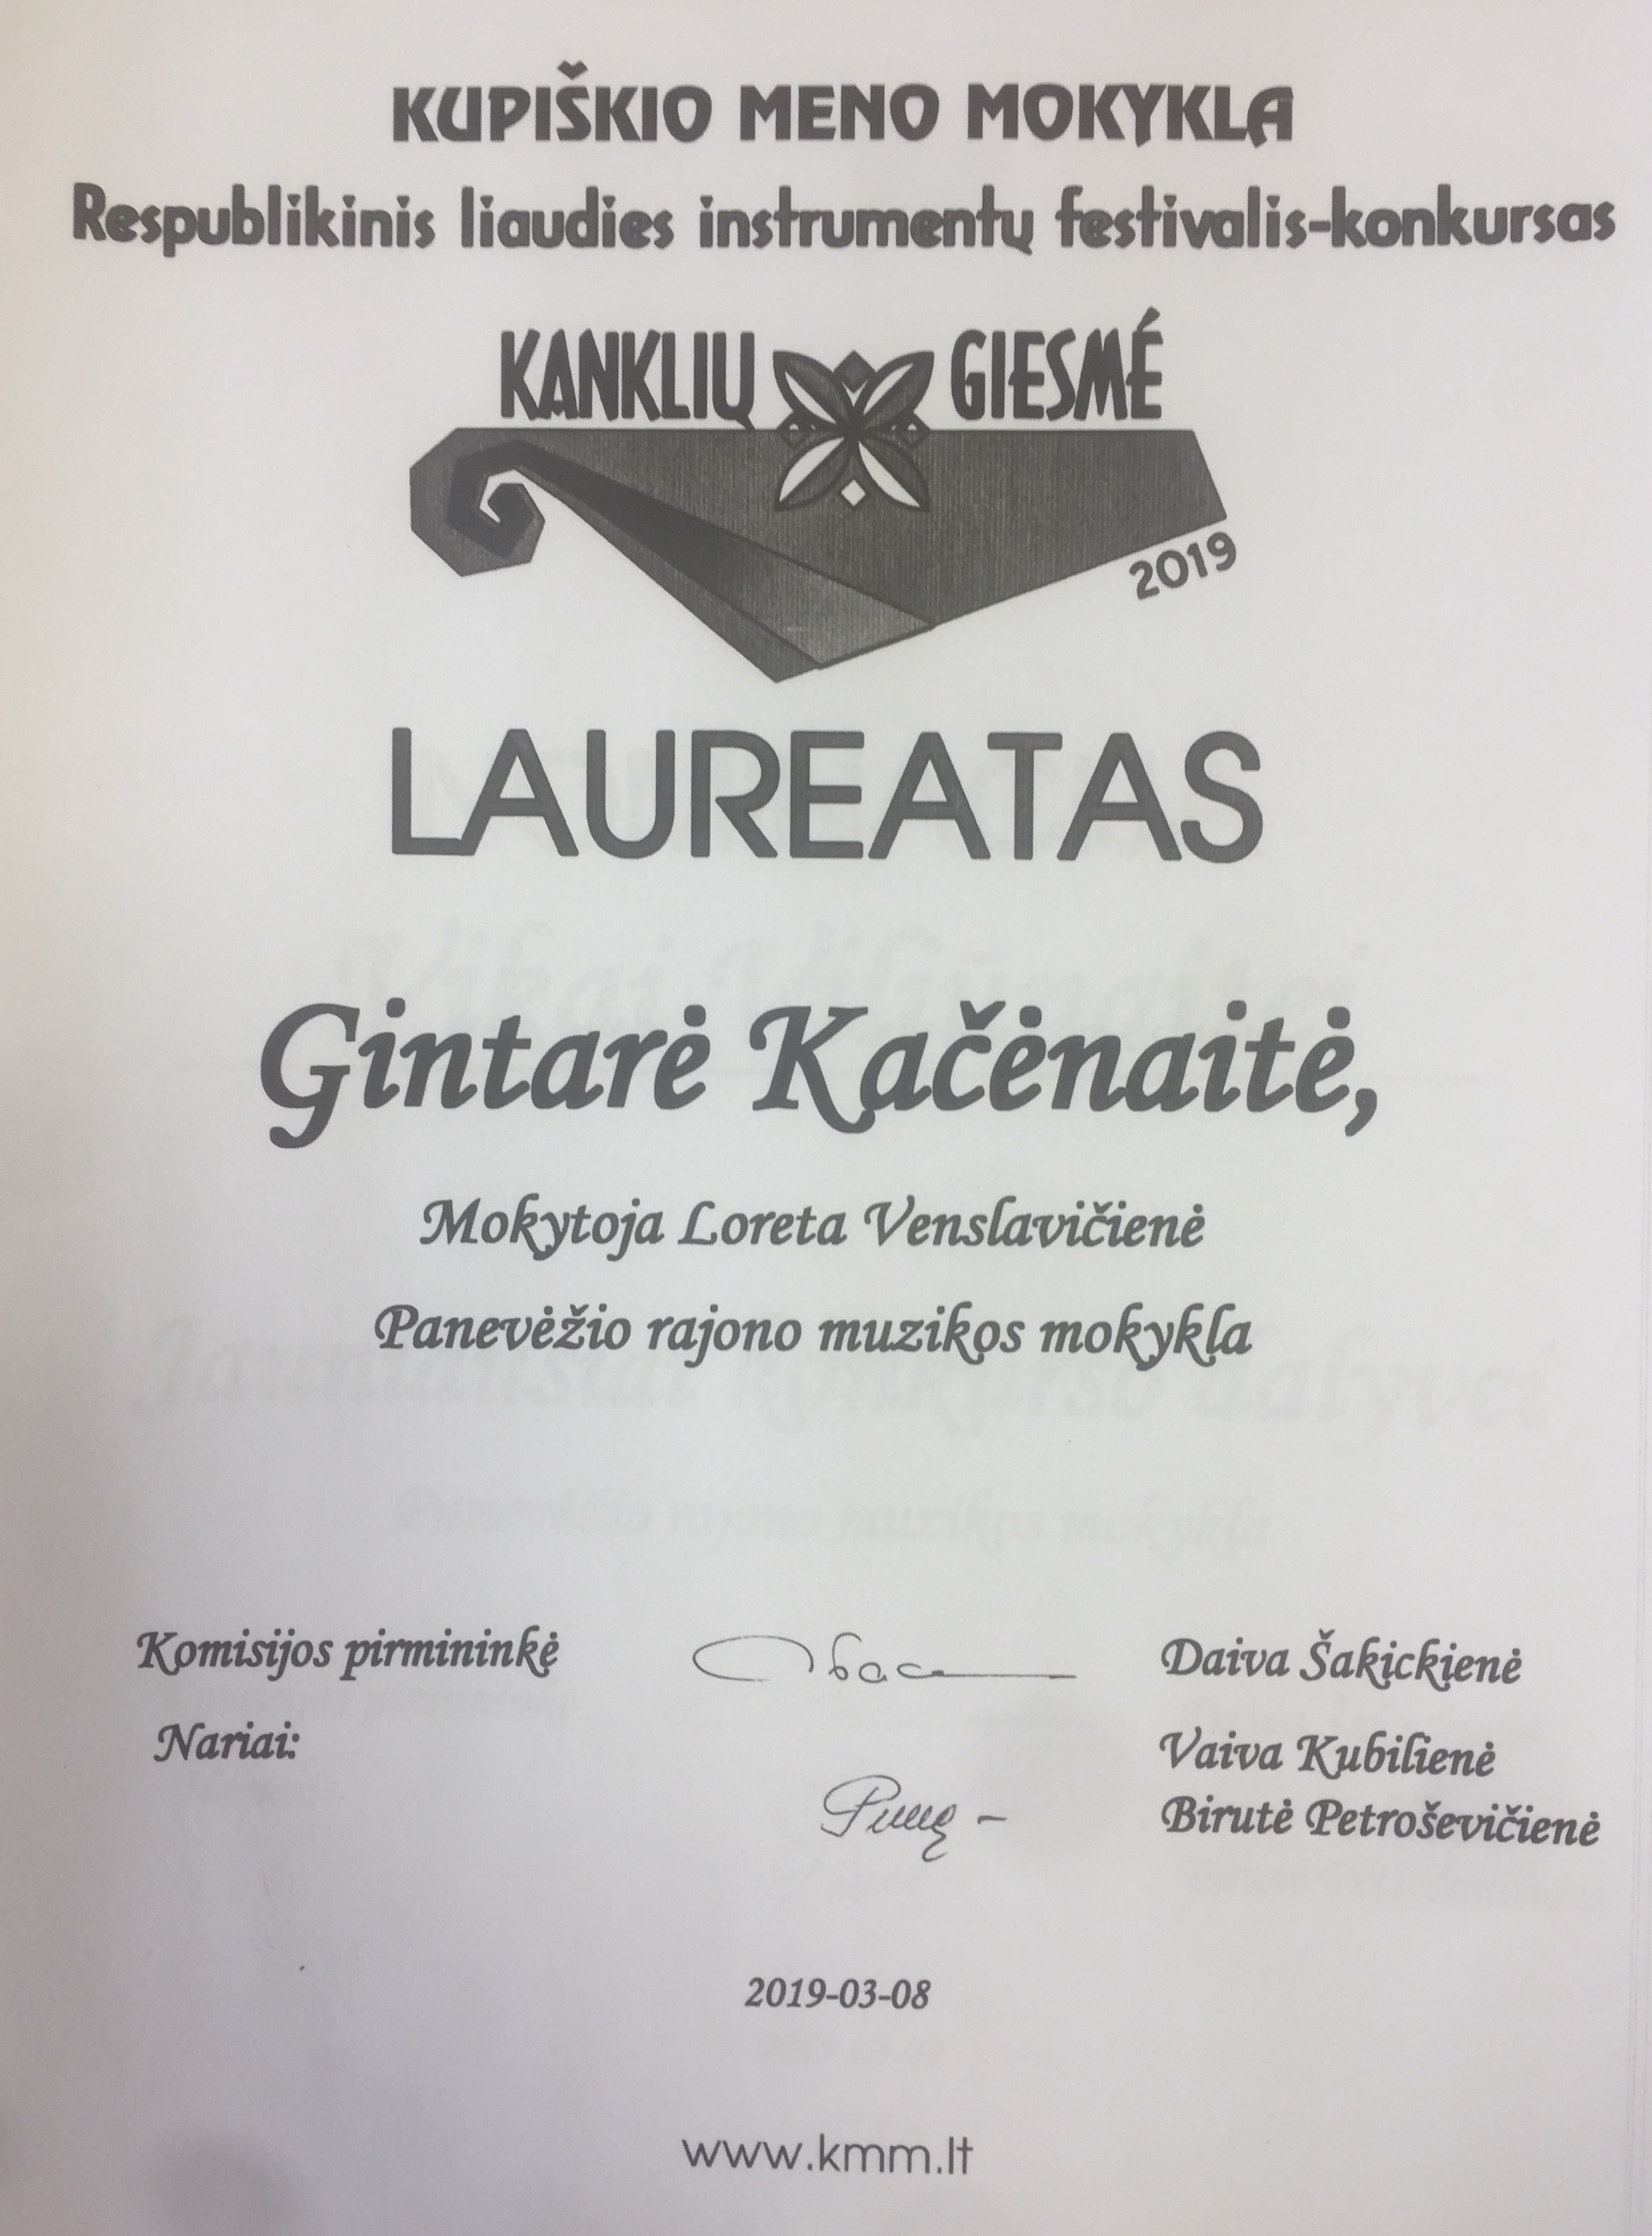 KUPIŠKIO MENO MOKYKLA
Respublikinis liaudies instrumentų festivalis-konkursas
KANKLIŲ GIESMĖ
2019
LAUREATAS
Gintarė Kačėnaitė,
Mokytoja Loreta Venslavičienė
Panevėžio rajono muzikos mokykla
Komisijos pirmininkė Daiva Šakickienė
Nariai: Vaiva Kubilienė
Birutė Petroševičienė
2019-03-08
www.kmm.lt